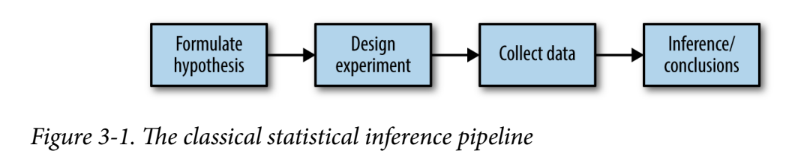 Formulate
hypothesis
Design
experiment
Collect data
Inference/
conclusions
Figure 3-1. The classical statistical inference pipeline